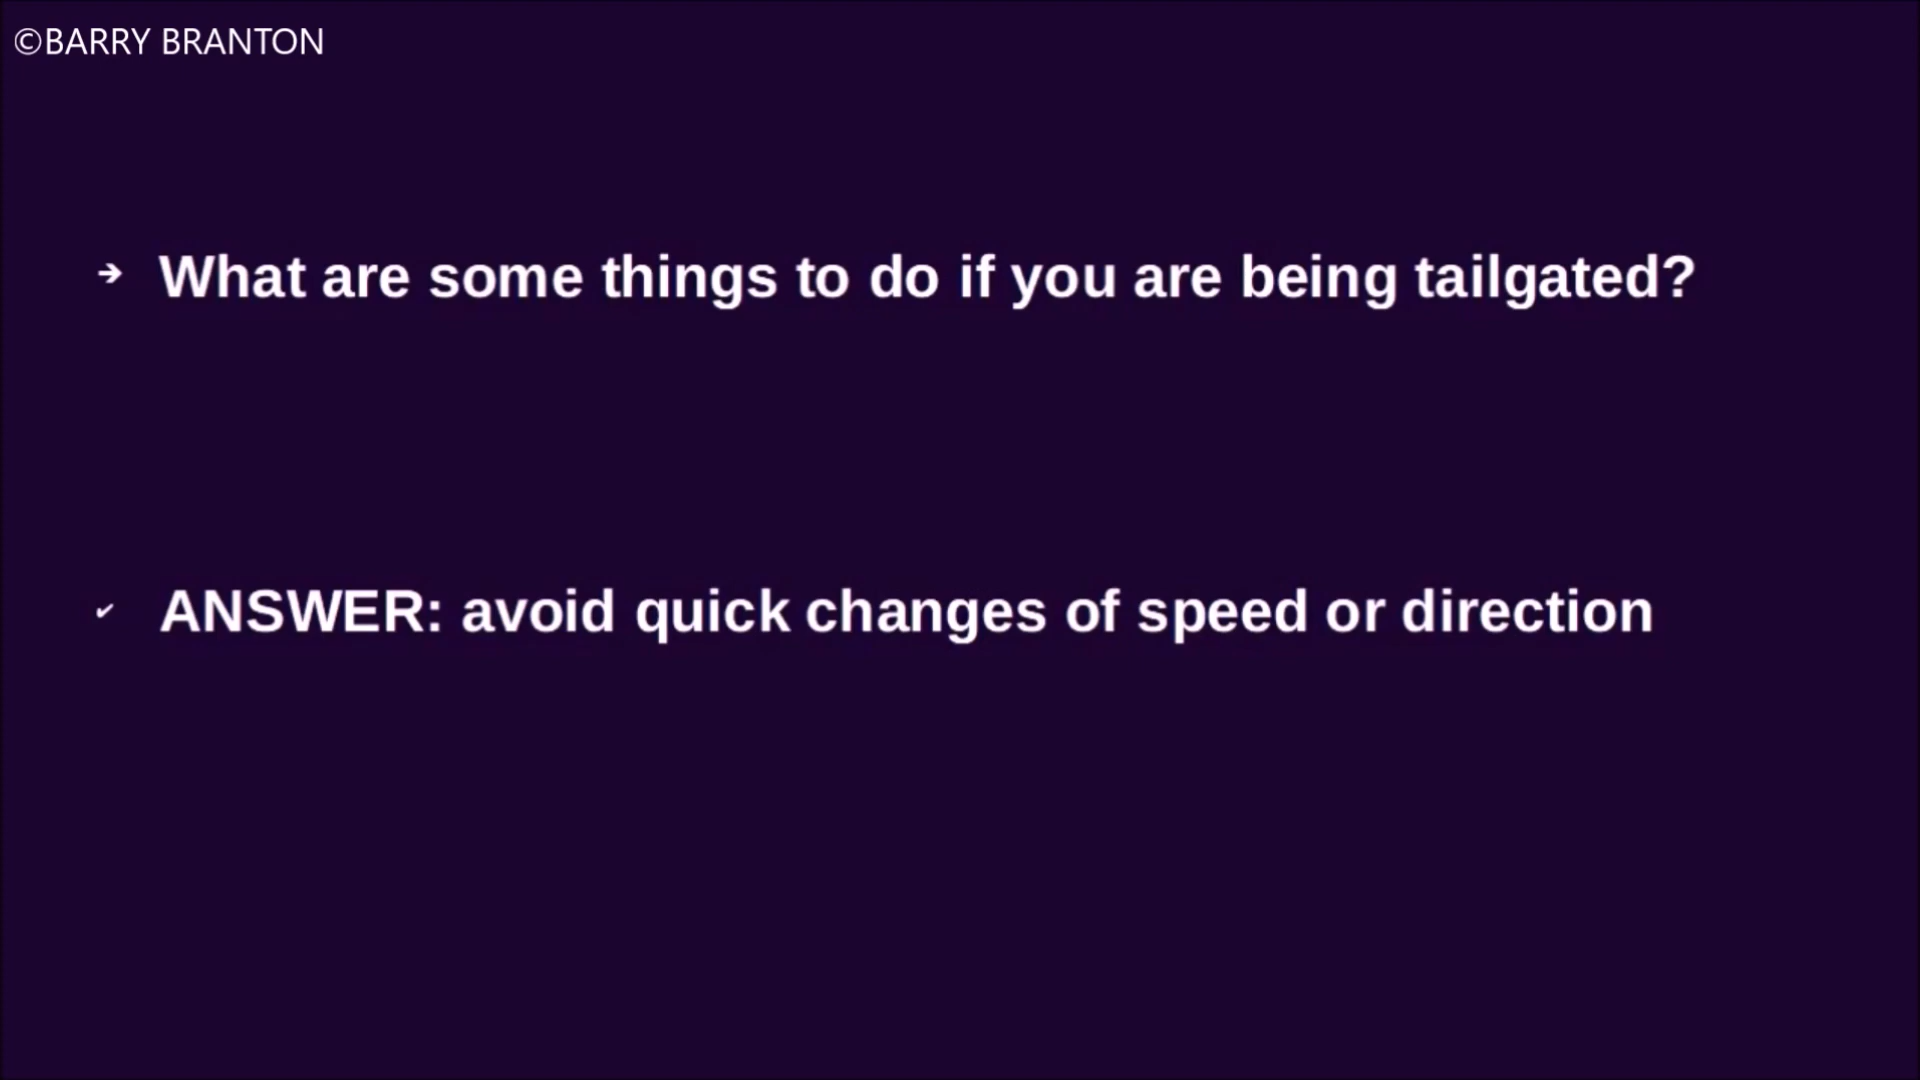 ©BARRY BRANTON
➔ What are some things to do if you are being tailgated?
✔ ANSWER: avoid quick changes of speed or direction